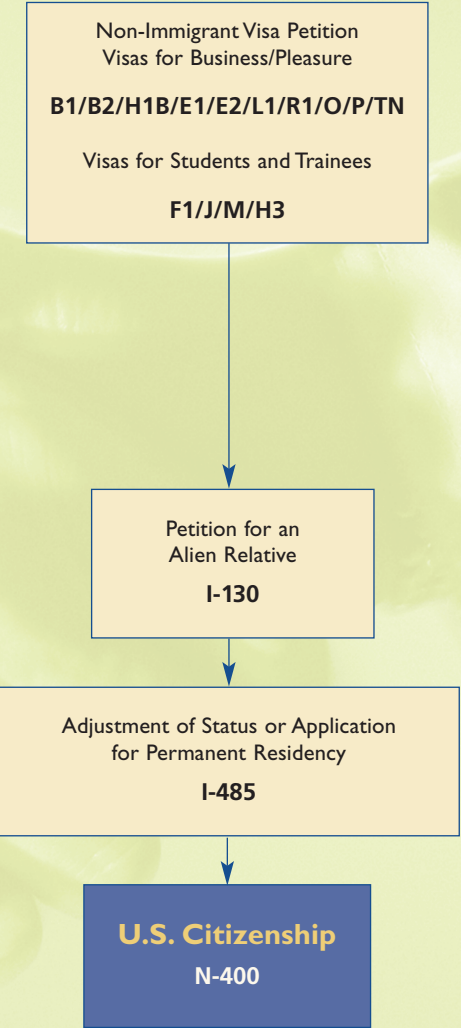 Non-Immigrant Visa Petition
Visas for Business/Pleasure
B1/B2/H1B/E1/E2/L1/R1/O/P/TN
Visas for Students and Trainees
F1/J/M/H3
Petition for an
Alien Relative
I-130
Adjustment of Status or Application
for Permanent Residency
I-485
U.S. Citizenship
N-400